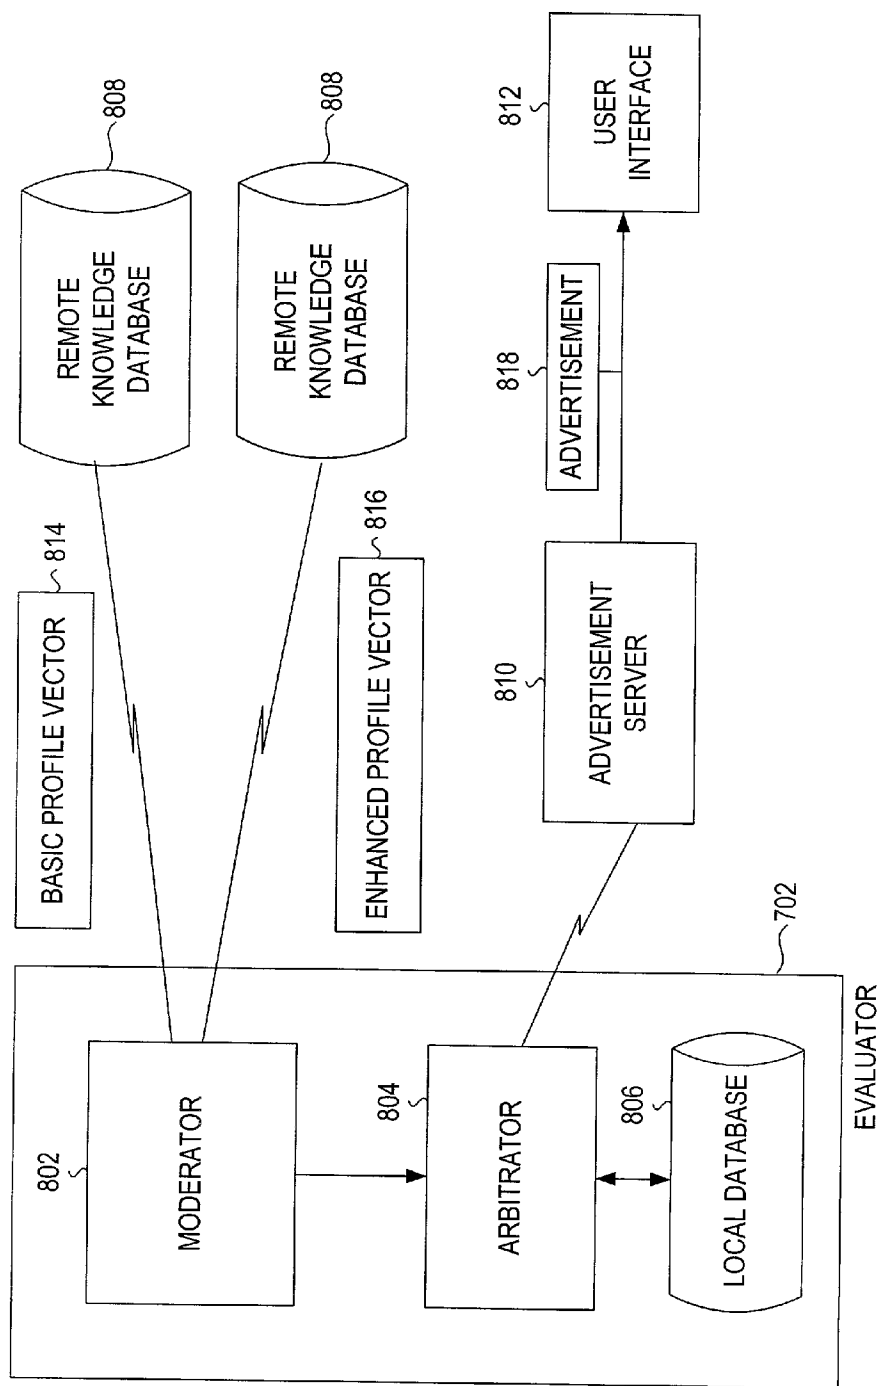 802
MODERATOR
804
ARBITRATOR
806
LOCAL DATABASE
702
EVALUATOR
BASIC PROFILE VECTOR
814
ENHANCED PROFILE VECTOR
816
REMOTE
KNOWLEDGE
DATABASE
808
REMOTE
KNOWLEDGE
DATABASE
808
810
ADVERTISEMENT
SERVER
818
ADVERTISEMENT
812
USER
INTERFACE